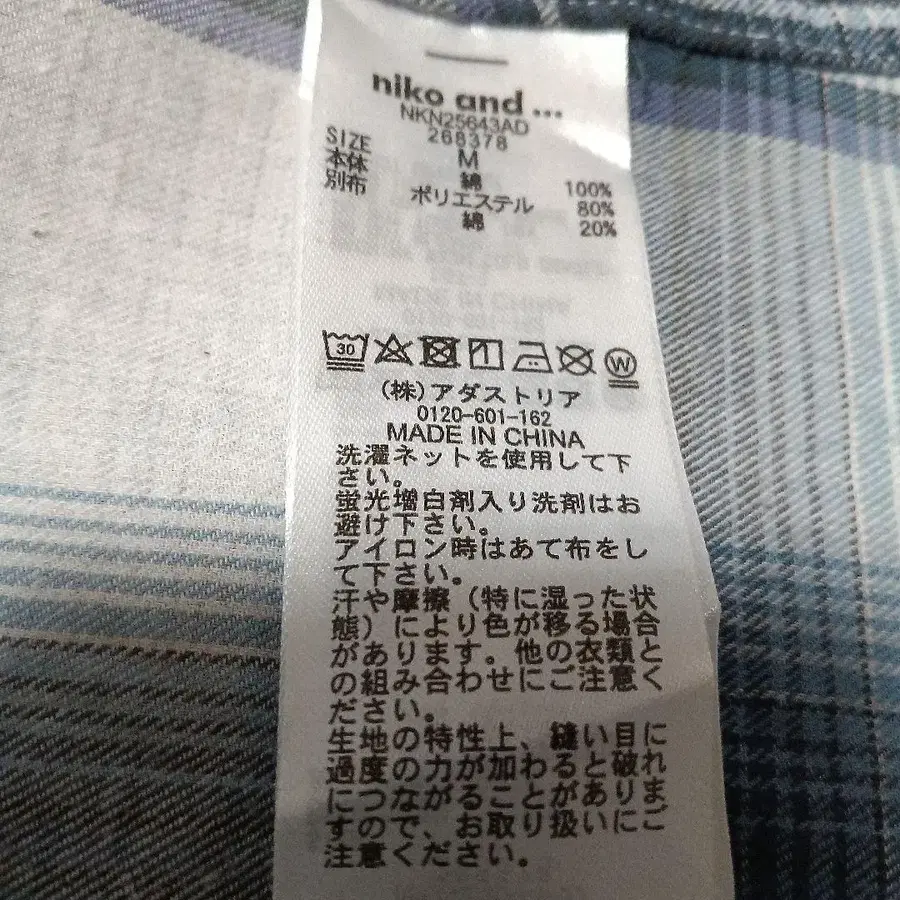 niko and ...
NKN25643AD
268378
SIZE M
本体 綿 100%
別布 ポリエステル 80%
綿 20%
30
W
(株)アダストリア
0120-601-162
MADE IN CHINA
洗濯ネットを使用して下
さい。
蛍光増白剤入り洗剤はお
避け下さい。
アイロン時はあて布をし
て下さい。
汗や摩擦（特に湿った状
態）により色が移る場合
があります。他の衣類と
の組み合わせにご注意く
ださい。
生地の特性上、縫い目に
過度の力が加わると破れ
につながることがありま
すので、お取り扱いにご
注意ください。